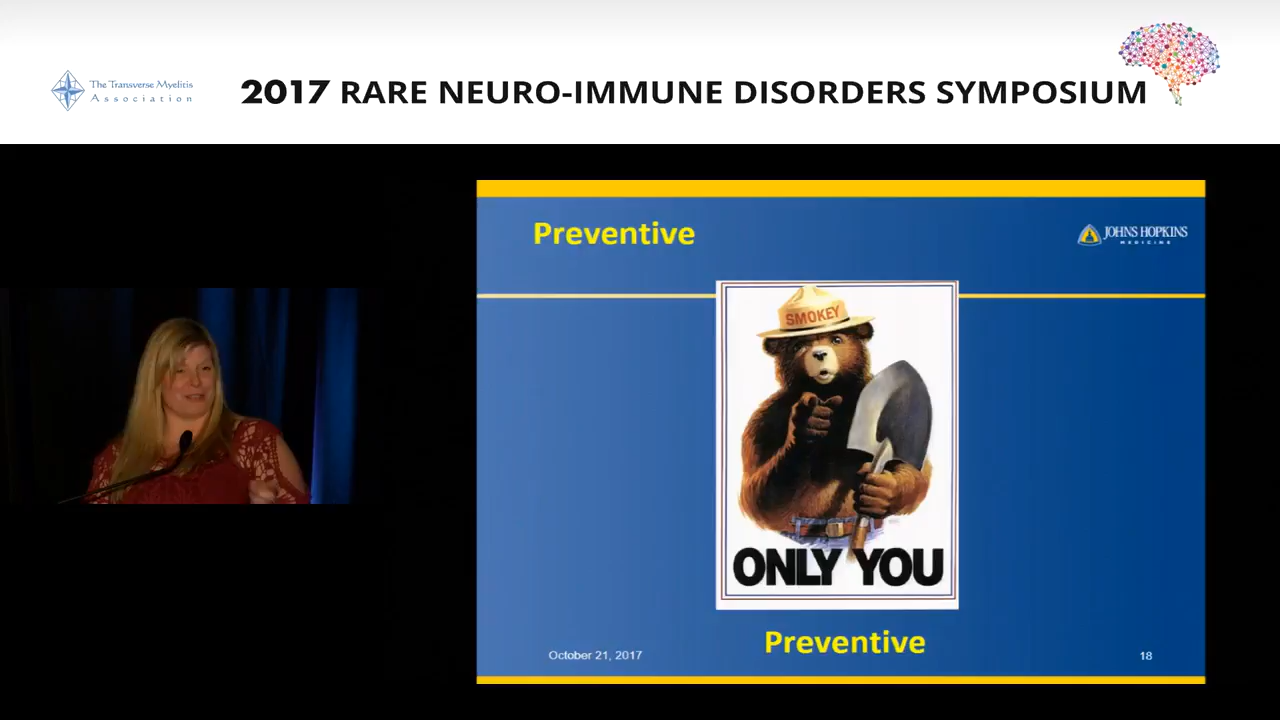 The Transverse Myelitis
Association
2017 RARE NEURO-IMMUNE DISORDERS SYMPOSIUM
Preventive
JOHNS HOPKINS
MEDICINE
SMOKEY
ONLY YOU
Preventive
October 21, 2017
18